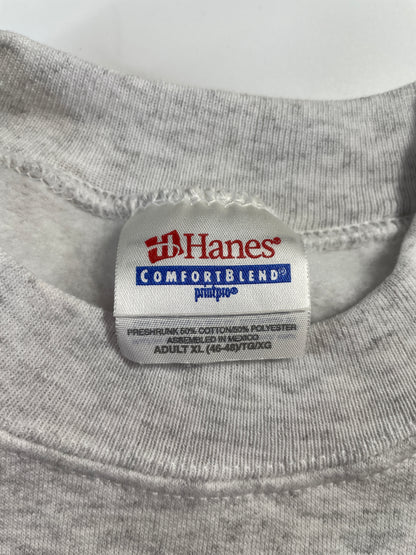 Hanes®
COMFORTBLEND®
printpro®
PRESHRUNK 50% COTTON/50% POLYESTER
ASSEMBLED IN MEXICO
ADULT XL (46-48)/TG/XG